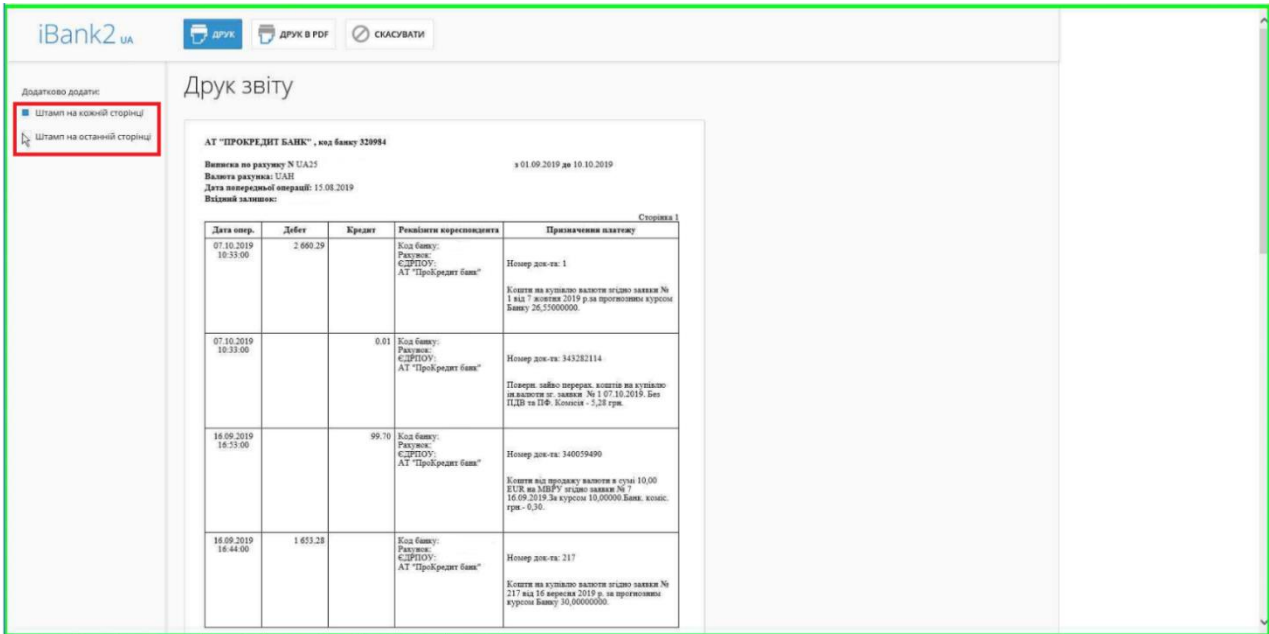 iBank2 UA
ДРУК
ДРУК В PDF
СКАСУВАТИ
Додатково додати:
Штамп на кожній сторінці
Штамп на останній сторінці
Друк звіту
АТ "ПРОКРЕДИТ БАНК" , код банку 320984
Виписка по рахунку N UA25 з 01.09.2019 до 10.10.2019
Валюта рахунка: UAH
Дата попередньої операції: 15.08.2019
Вхідний залишок:
Сторінка 1
Дата опер. Дебет Кредит Реквізити кореспондента Призначення платежу
07.10.2019
10:33:00
2 660.29
Код банку:
Рахунок:
ЄДРПОУ:
АТ "ПроКредит банк"
Номер док-та: 1
Кошти на купівлю валюти згідно заявки №
1 від 7 жовтня 2019 р.за прогнозним курсом
Банку 26,55000000.
07.10.2019
10:33:00
0.01
Код банку:
Рахунок:
ЄДРПОУ:
АТ "ПроКредит банк"
Номер док-та: 343282114
Поверн. зайво перерах. коштів на купівлю
ін.валюти зг. заявки № 1 07.10.2019. Без
ПДВ та ПФ. Комісія - 5,28 грн.
16.09.2019
16:53:00
99.70
Код банку:
Рахунок:
ЄДРПОУ:
АТ "ПроКредит банк"
Номер док-та: 340059490
Кошти від продажу валюти в сумі 10,00
EUR на МВРУ згідно заявки № 7
16.09.2019.За курсом 10,00000.Банк. коміс.
грн.- 0,30.
16.09.2019
16:44:00
1 653.28
Код банку:
Рахунок:
ЄДРПОУ:
АТ "ПроКредит банк"
Номер док-та: 217
Кошти на купівлю валюти згідно заявки №
217 від 16 вересня 2019 р. за прогнозним
курсом Банку 30,00000000.